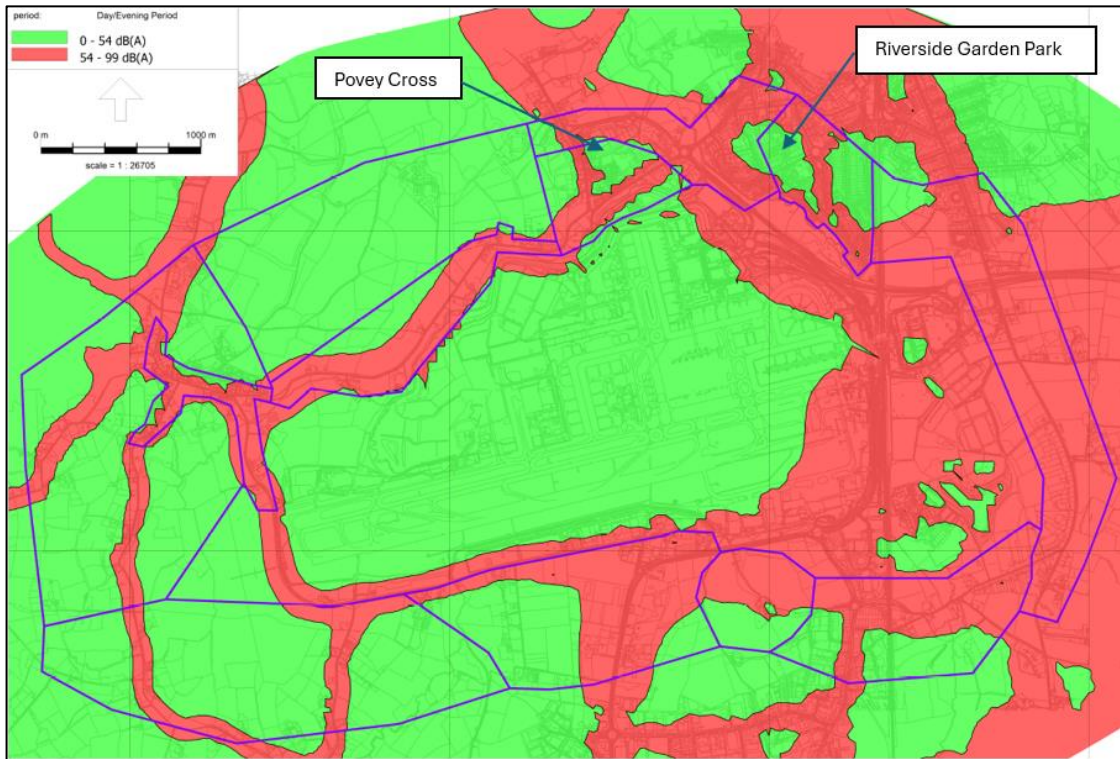 period: Day/Evening Period
0 - 54 dB(A)
54 - 99 dB(A)
0 m 1000 m
scale = 1 : 26705
Povey Cross
Riverside Garden Park